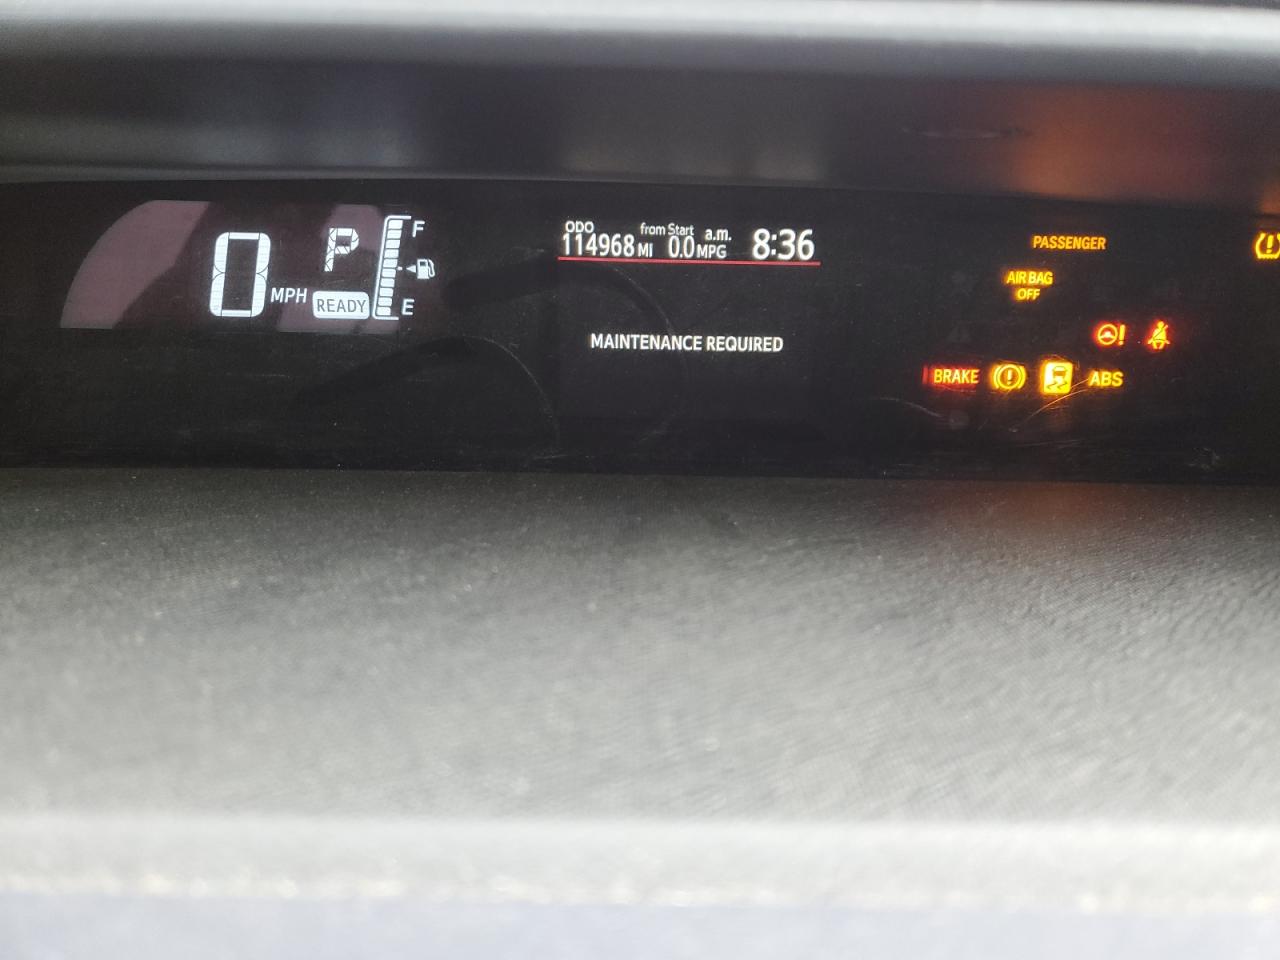 0 MPH
P
READY
F
E
ODO from Start a.m.
114968 MI 0.0 MPG 8:36
MAINTENANCE REQUIRED
PASSENGER
AIR BAG
OFF
BRAKE
ABS